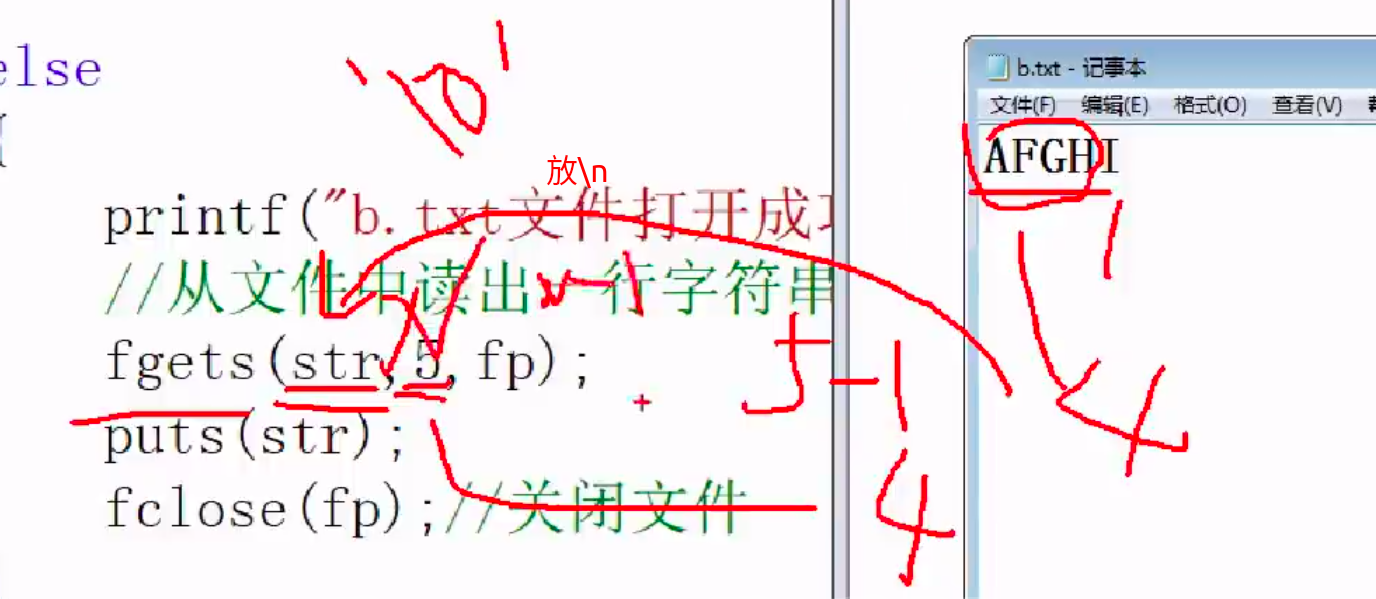 else
{
'\0'
放\n
printf("b.txt文件打开成功
//从文件中读出一行字符串
n-1
fgets(str,5,fp);
5-1
puts(str);
4
fclose(fp);//关闭文件
b.txt - 记事本
文件(F) 编辑(E) 格式(O) 查看(V)
AFGHI
<4